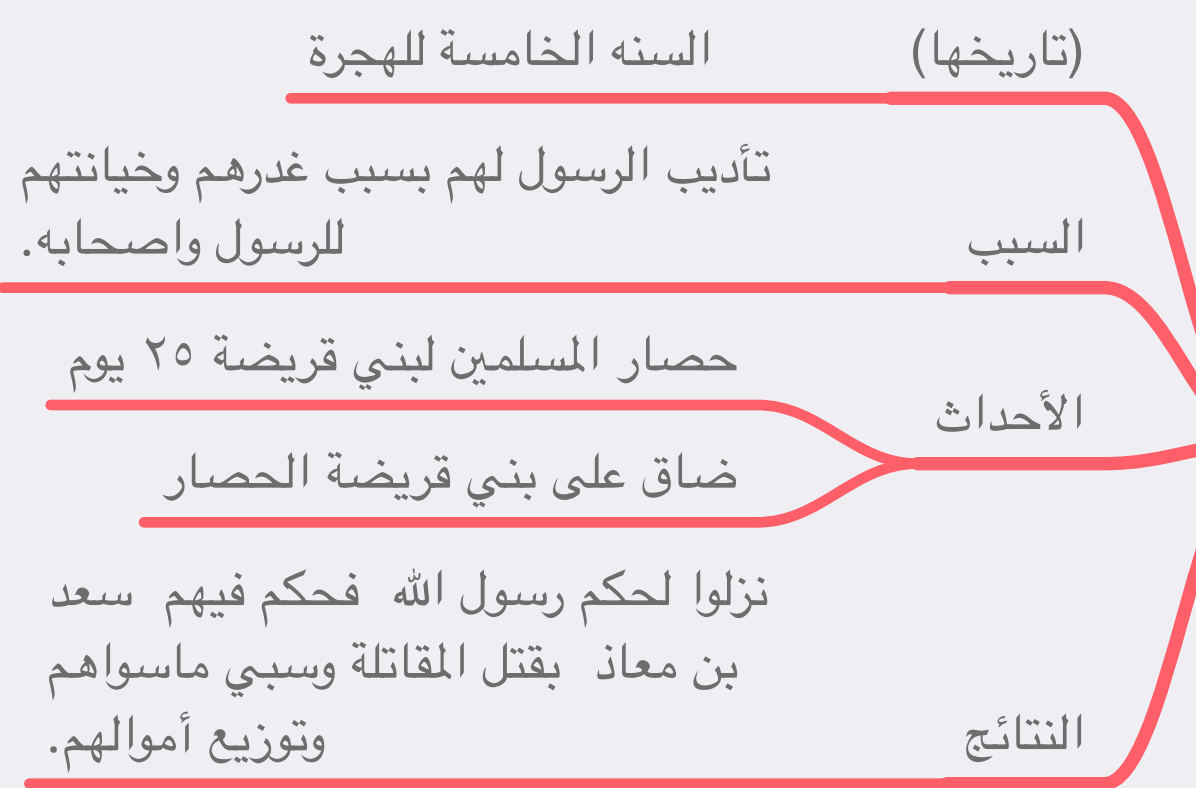 (تاريخها) السنه الخامسة للهجرة
تأديب الرسول لهم بسبب غدرهم وخيانتهم
السبب للرسول واصحابه.
حصار المسلمين لبني قريضة ٢٥ يوم
الأحداث
ضاق على بني قريضة الحصار
نزلوا لحكم رسول الله فحكم فيهم سعد
بن معاذ بقتل المقاتلة وسبي ماسواهم
النتائج وتوزيع أموالهم.